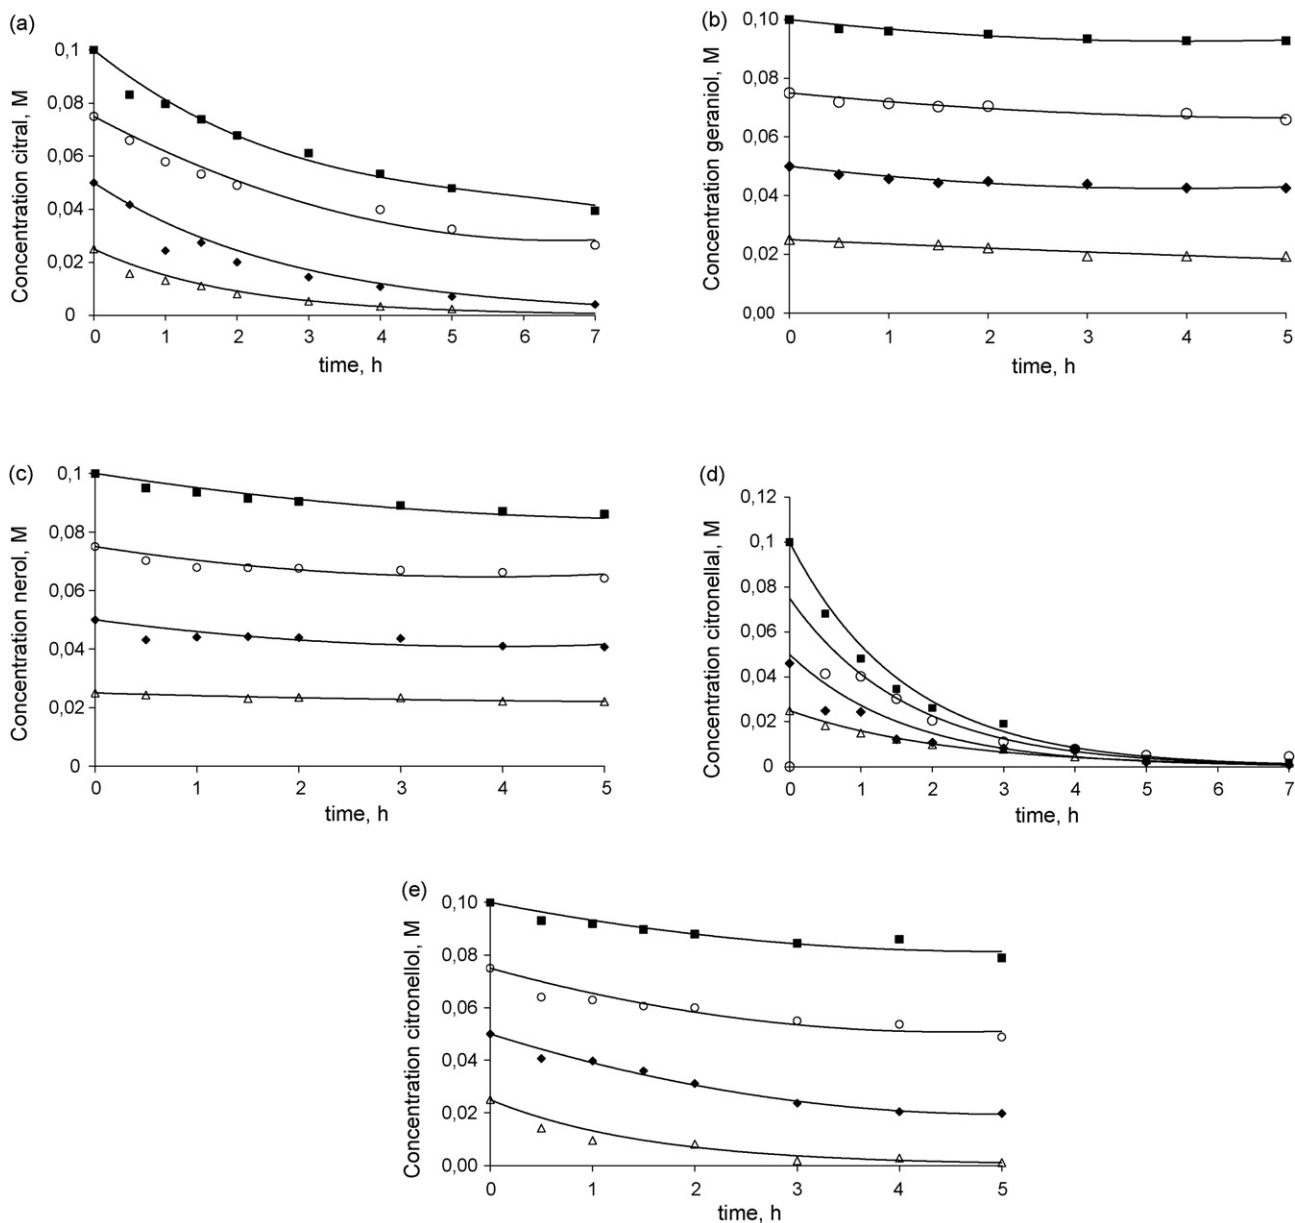 (a)
0,1
0,08
0,06
0,04
0,02
0
Concentration citral, M
0 1 2 3 4 5 6 7
time, h
(b)
0,10
0,08
0,06
0,04
0,02
0,00
Concentration geraniol, M
0 1 2 3 4 5
time, h
(c)
0,1
0,08
0,06
0,04
0,02
0
Concentration nerol, M
0 1 2 3 4 5
time, h
(d)
0,12
0,1
0,08
0,06
0,04
0,02
0
Concentration citronellal, M
0 1 2 3 4 5 6 7
time, h
(e)
0,10
0,08
0,06
0,04
0,02
0,00
Concentration citronellol, M
0 1 2 3 4 5
time, h